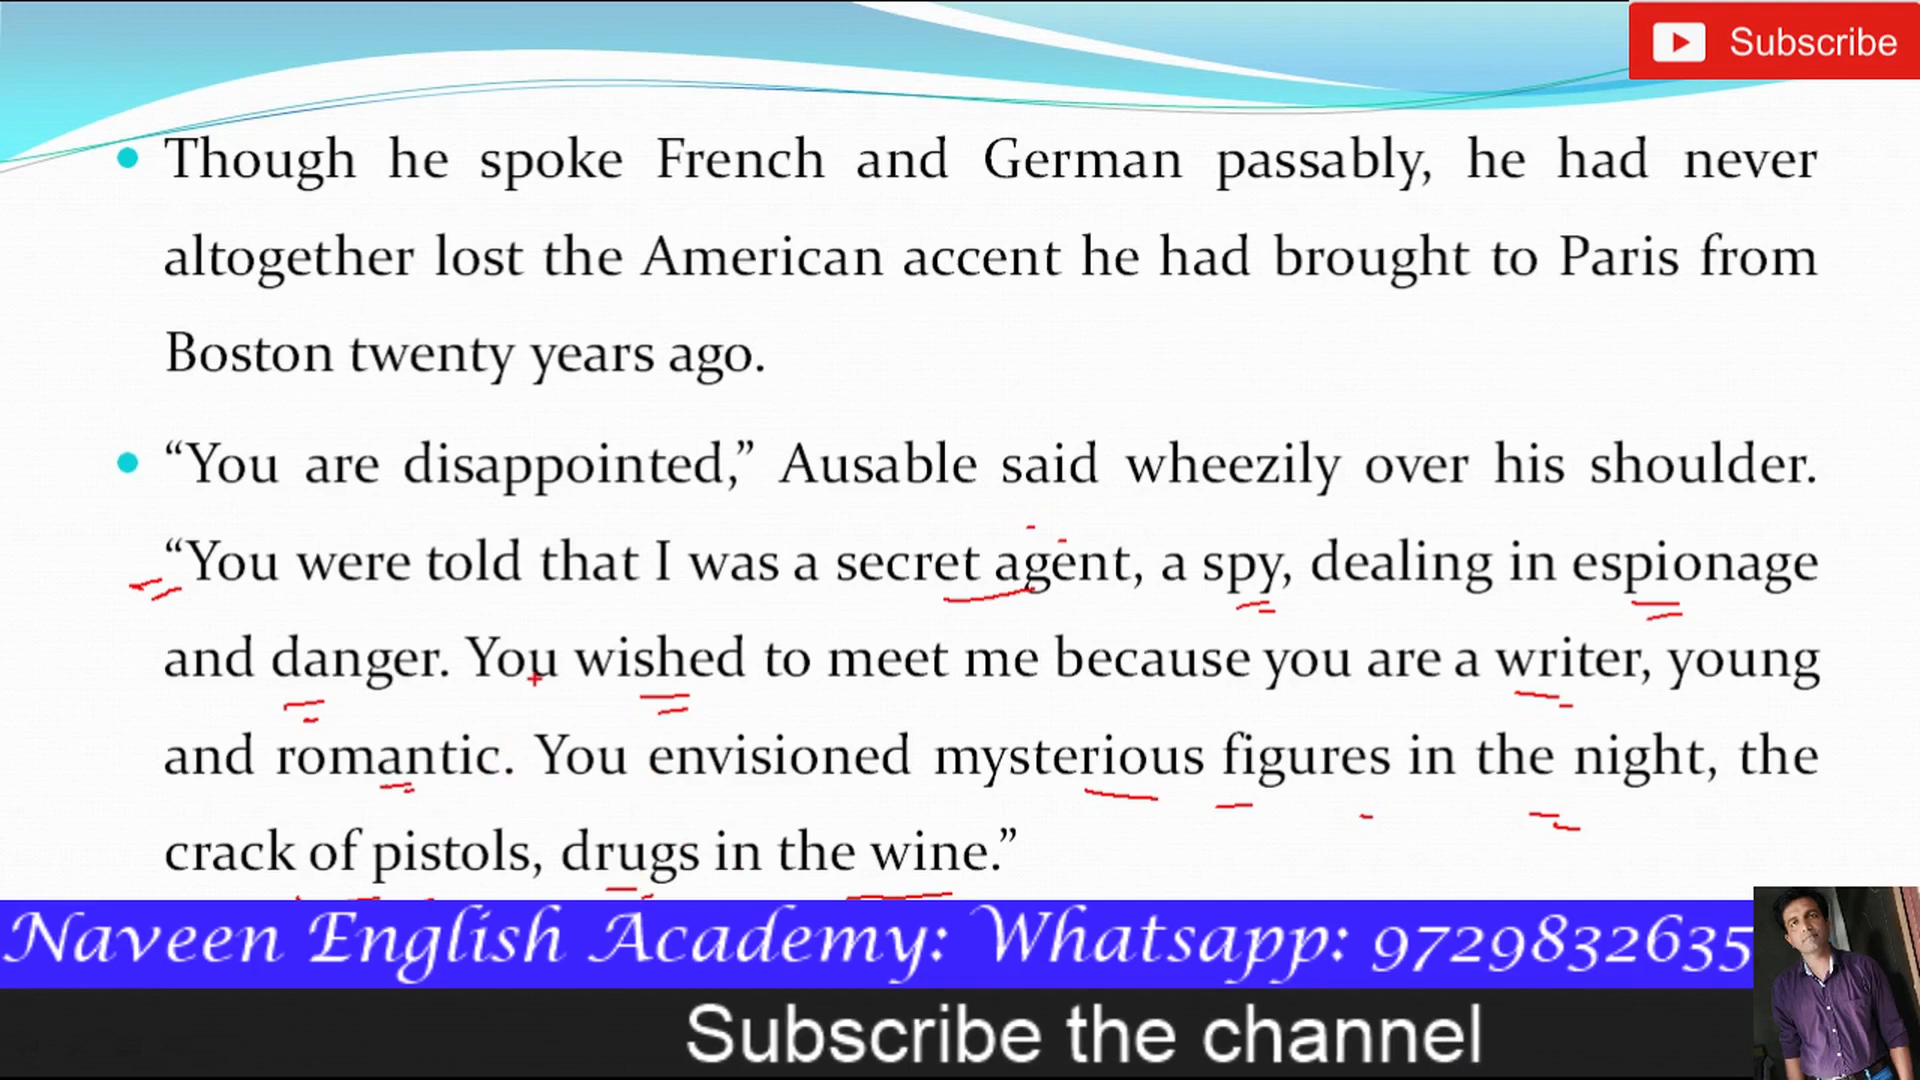 Subscribe
Though he spoke French and German passably, he had never
altogether lost the American accent he had brought to Paris from
Boston twenty years ago.
“You are disappointed,” Ausable said wheezily over his shoulder.
“You were told that I was a secret agent, a spy, dealing in espionage
and danger. You wished to meet me because you are a writer, young
and romantic. You envisioned mysterious figures in the night, the
crack of pistols, drugs in the wine.”
Naveen English Academy: Whatsapp: 9729832635
Subscribe the channel